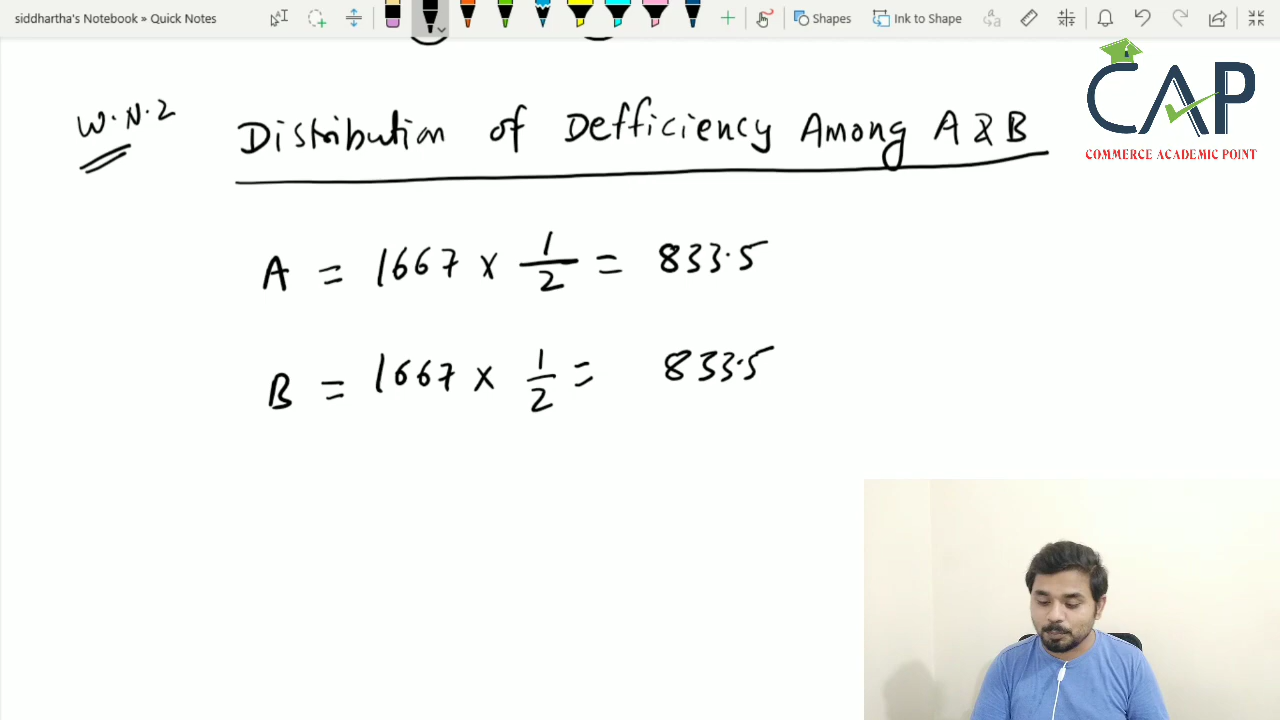 siddhartha's Notebook » Quick Notes
Shapes
Ink to Shape
CAP
COMMERCE ACADEMIC POINT
W.N.2
Distribution of Defficiency Among A & B
A = 1667 × 1/2 = 833.5
B = 1667 × 1/2 = 833.5